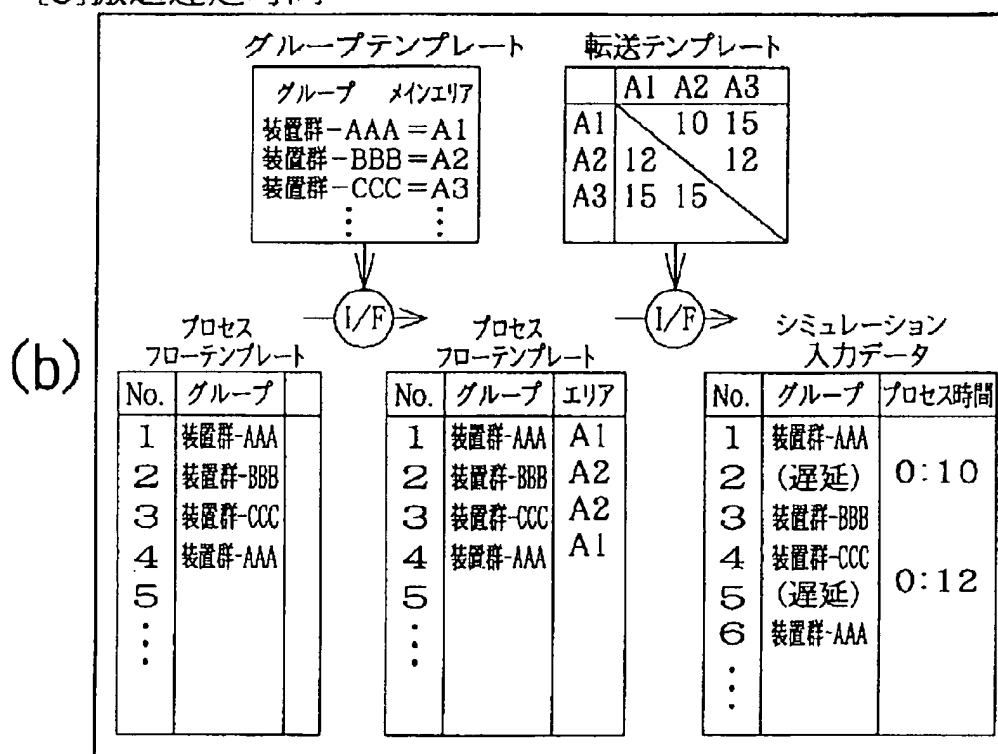 グループテンプレート
グループ メインエリア
装置群-AAA=A1
装置群-BBB=A2
装置群-CCC=A3
転送テンプレート
A1 A2 A3
A1 10 15
A2 12 12
A3 15 15
I/F
I/F
(b)
プロセス
フローテンプレート
No. グループ
1 装置群-AAA
2 装置群-BBB
3 装置群-CCC
4 装置群-AAA
5
プロセス
フローテンプレート
No. グループ エリア
1 装置群-AAA A1
2 装置群-BBB A2
3 装置群-CCC A2
4 装置群-AAA A1
5
シミュレーション
入力データ
No. グループ プロセス時間
1 装置群-AAA
2 (遅延) 0:10
3 装置群-BBB
4 装置群-CCC
5 (遅延) 0:12
6 装置群-AAA